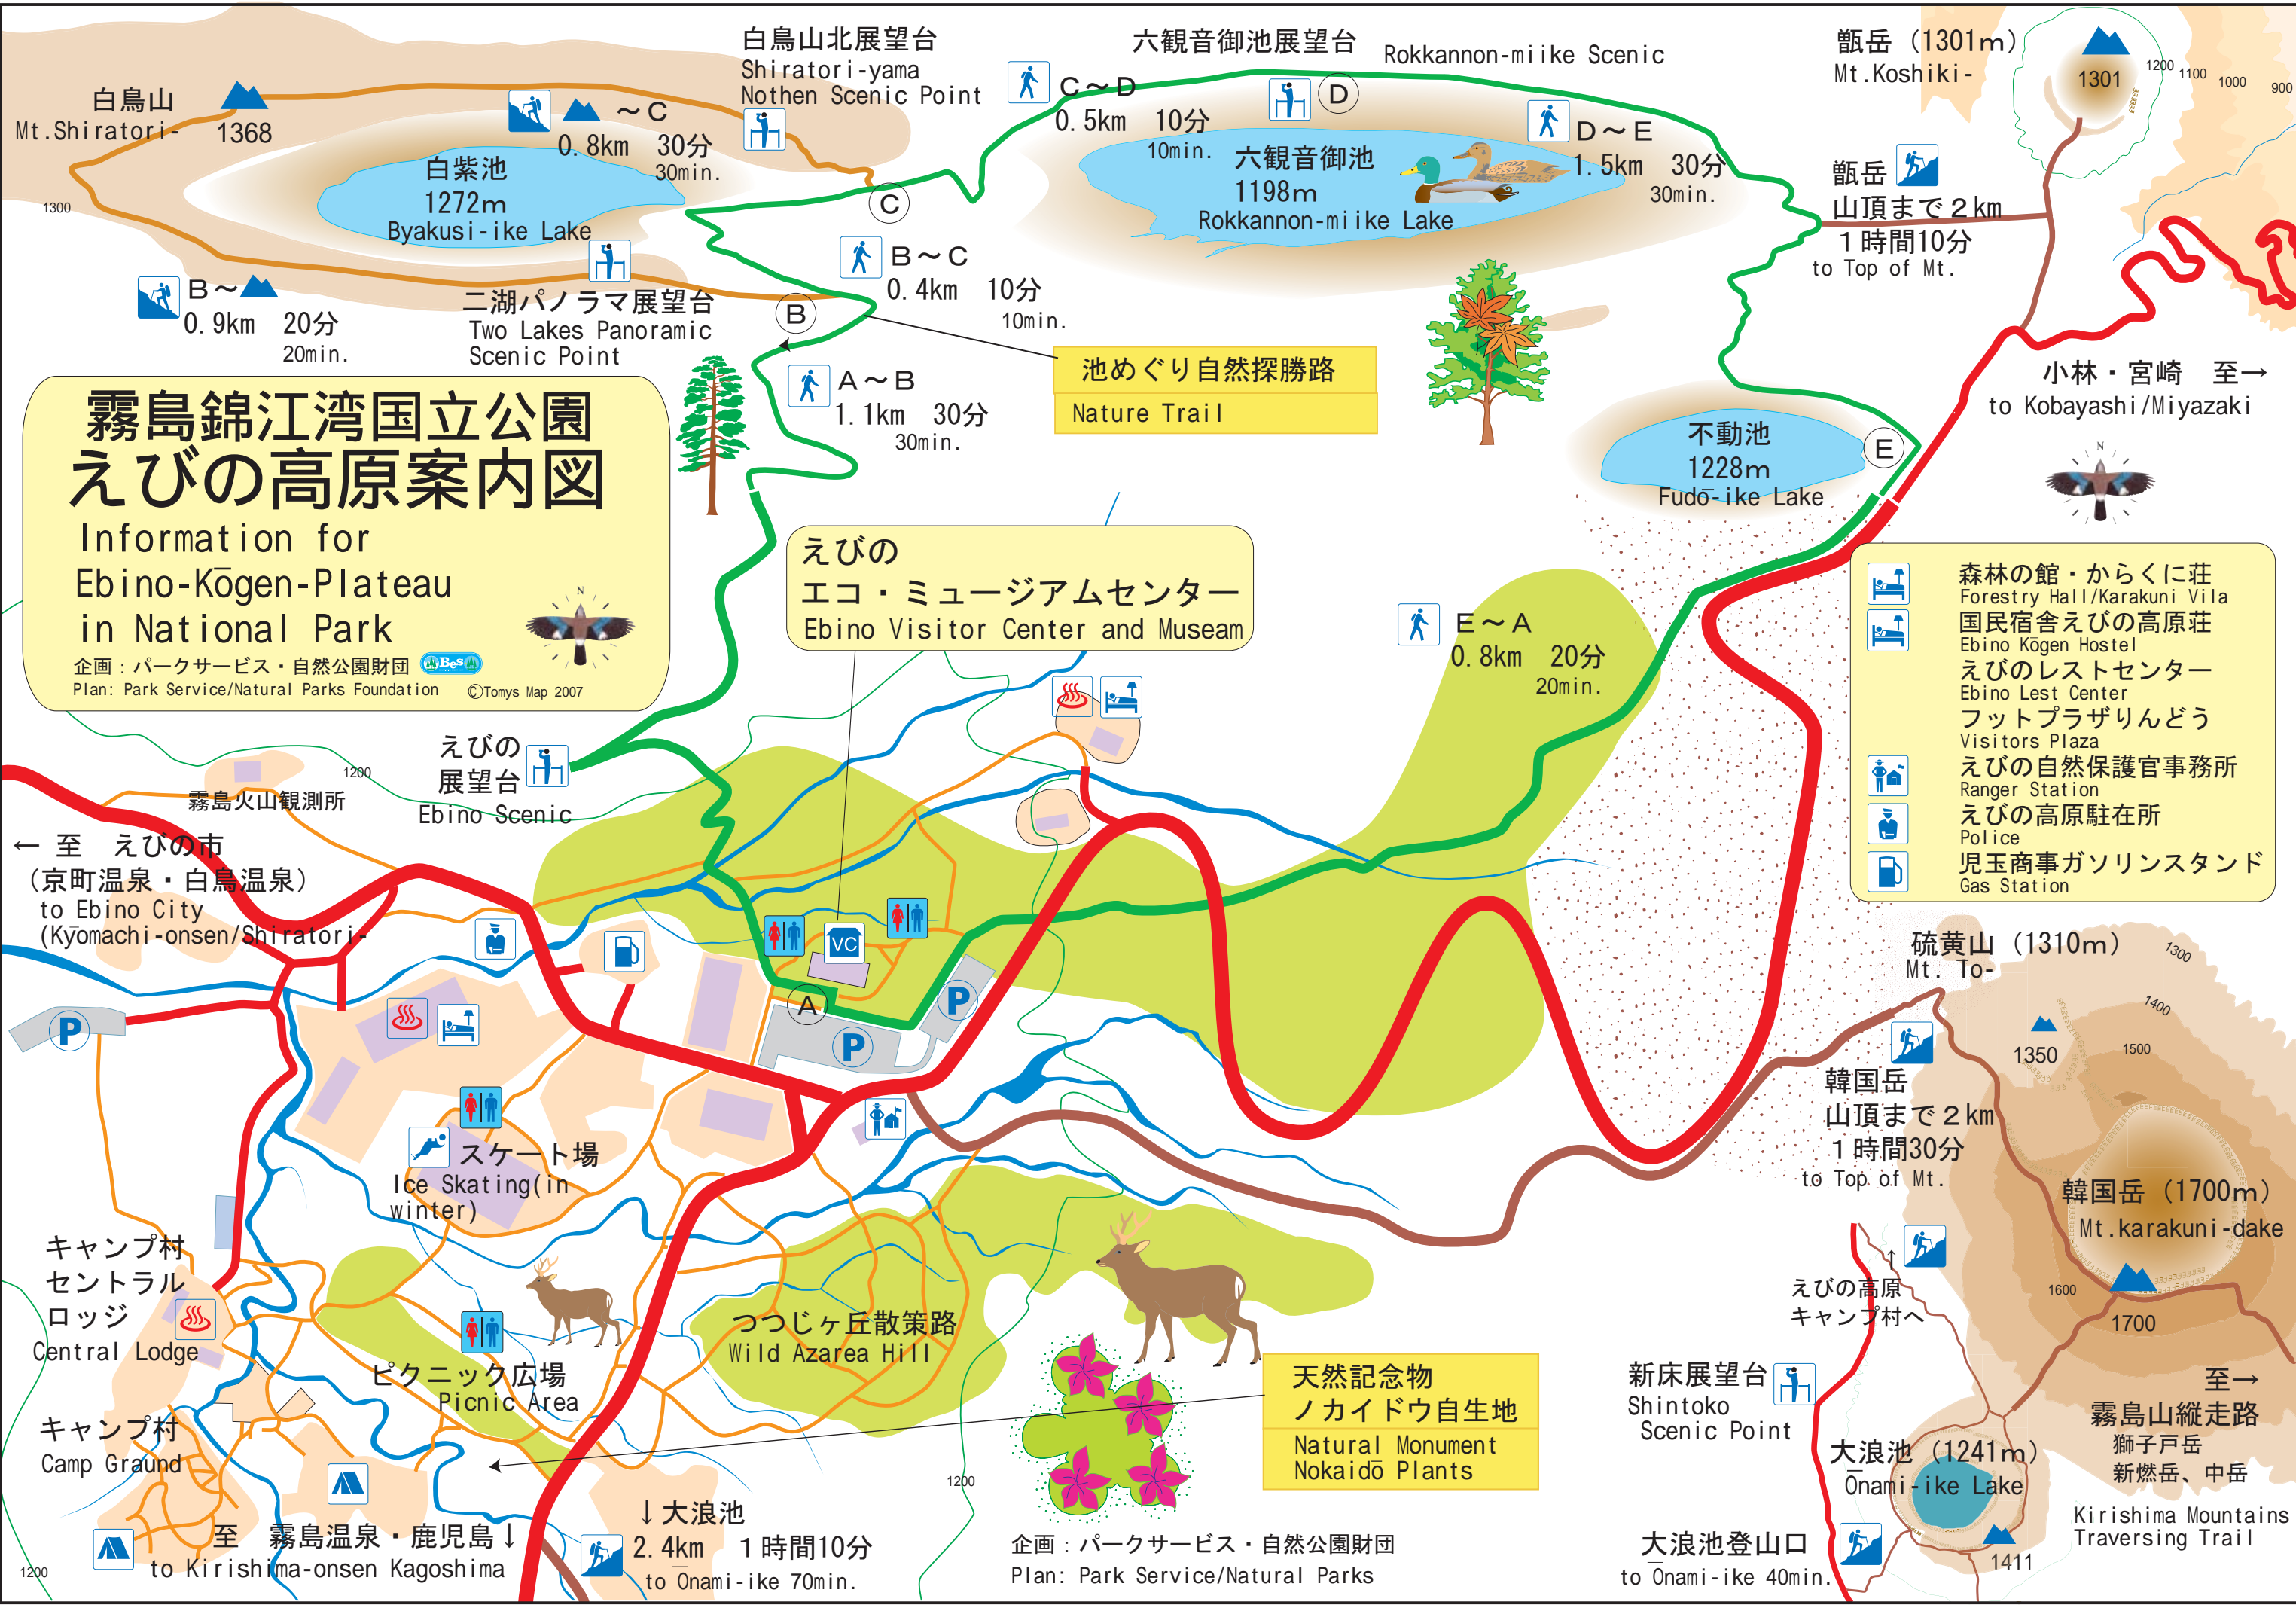 白鳥山
Mt.Shiratori-
1368
1300
～C
0.8km 30分
30min.
白紫池
1272m
Byakusi-ike Lake
白鳥山北展望台
Shiratori-yama
Nothen Scenic Point
C
B～
0.9km 20分
20min.
二湖パノラマ展望台
Two Lakes Panoramic
Scenic Point
B～C
0.4km 10分
10min.
B
A～B
1.1km 30分
30min.
六観音御池展望台
Rokkannon-miike Scenic
C～D
0.5km 10分
10min.
D
D～E
1.5km 30分
30min.
六観音御池
1198m
Rokkannon-miike Lake
甑岳（1301m）
Mt.Koshiki-
1301
1200
1100
1000
900
甑岳
山頂まで２km
１時間10分
to Top of Mt.
池めぐり自然探勝路
Nature Trail
小林・宮崎 至→
to Kobayashi/Miyazaki
N
不動池
1228m
Fudō-ike Lake
E
霧島錦江湾国立公園
えびの高原案内図
Information for
Ebino-Kōgen-Plateau
in National Park
N
企画：パークサービス・自然公園財団 Bes
Plan: Park Service/Natural Parks Foundation ©Tomys Map 2007
えびの
エコ・ミュージアムセンター
Ebino Visitor Center and Museam
E～A
0.8km 20分
20min.
森林の館・からくに荘
Forestry Hall/Karakuni Vila
国民宿舎えびの高原荘
Ebino Kōgen Hostel
えびのレストセンター
Ebino Lest Center
フットプラザりんどう
Visitors Plaza
えびの自然保護官事務所
Ranger Station
えびの高原駐在所
Police
児玉商事ガソリンスタンド
Gas Station
えびの
展望台
Ebino Scenic
1200
霧島火山観測所
← 至 えびの市
（京町温泉・白鳥温泉）
to Ebino City
(Kyōmachi-onsen/Shiratori-
VC
A
P
P
P
スケート場
Ice Skating(in
winter)
キャンプ村
セントラル
ロッジ
Central Lodge
ピクニック広場
Picnic Area
キャンプ村
Camp Graund
1200
至 霧島温泉・鹿児島↓
to Kirishima-onsen Kagoshima
↓大浪池
2.4km １時間10分
to Ōnami-ike 70min.
つつじヶ丘散策路
Wild Azarea Hill
1200
天然記念物
ノカイドウ自生地
Natural Monument
Nokaidō Plants
企画：パークサービス・自然公園財団
Plan: Park Service/Natural Parks
硫黄山（1310m）
Mt. To-
1300
1400
1500
1350
韓国岳
山頂まで２km
１時間30分
to Top of Mt.
韓国岳（1700m）
Mt.karakuni-dake
1600
1700
↑
えびの高原
キャンプ村へ
新床展望台
Shintoko
Scenic Point
大浪池（1241m）
Ōnami-ike Lake
1411
至→
霧島山縦走路
獅子戸岳
新燃岳、中岳
Kirishima Mountains
Traversing Trail
大浪池登山口
to Ōnami-ike 40min.